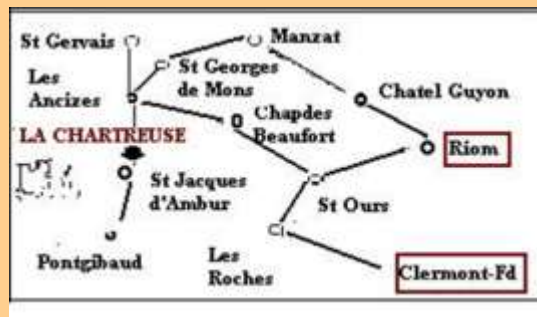 St Gervais
Manzat
Les
Ancizes
St Georges
de Mons
Chatel Guyon
Chapdes
Beaufort
LA CHARTREUSE
Riom
St Jacques
d'Ambur
St Ours
Pontgibaud
Les
Roches
Clermont-Fd